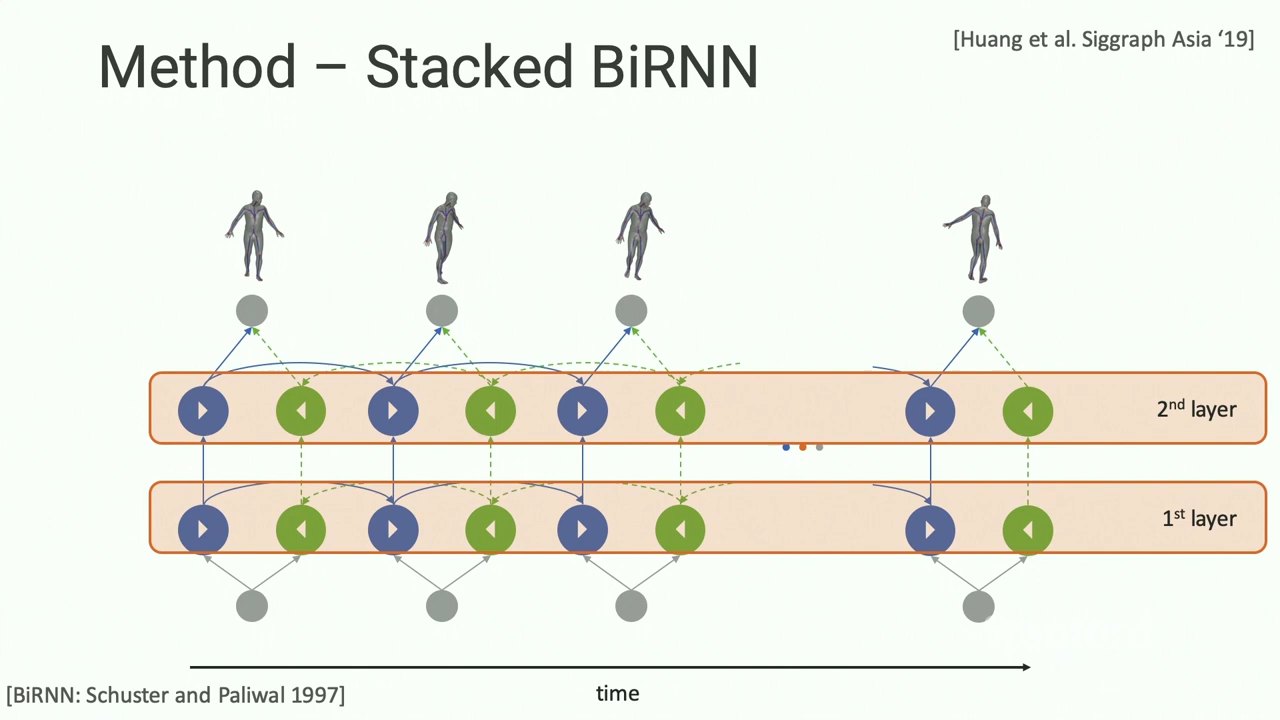 Method – Stacked BiRNN
[Huang et al. Siggraph Asia ‘19]
2nd layer
1st layer
time
[BiRNN: Schuster and Paliwal 1997]